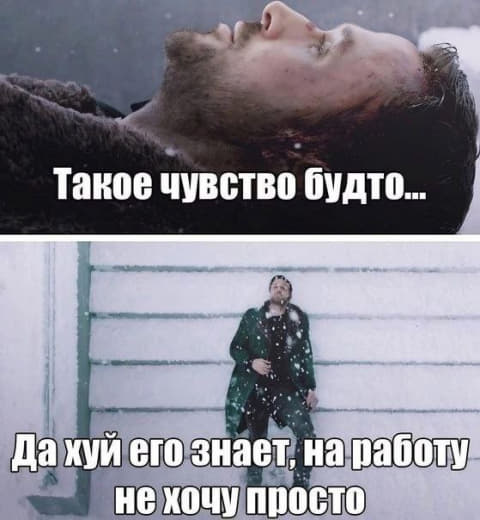 Такое чувство будто...
Да хуй его знает, на работу
не хочу просто